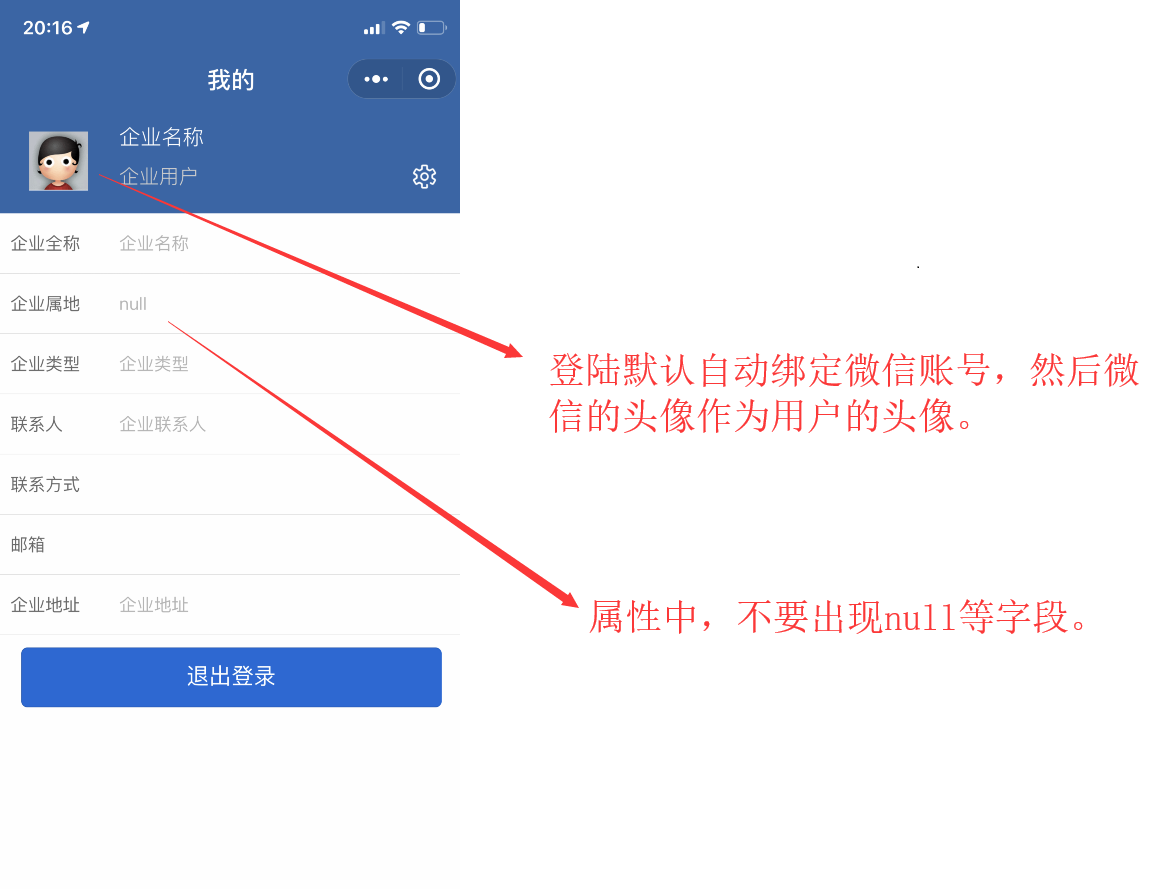 20:16
我的
企业名称
企业用户
企业全称 企业名称
企业属地 null
企业类型 企业类型
联系人 企业联系人
联系方式
邮箱
企业地址 企业地址
退出登录
登陆默认自动绑定微信账号，然后微
信的头像作为用户的头像。
属性中，不要出现null等字段。